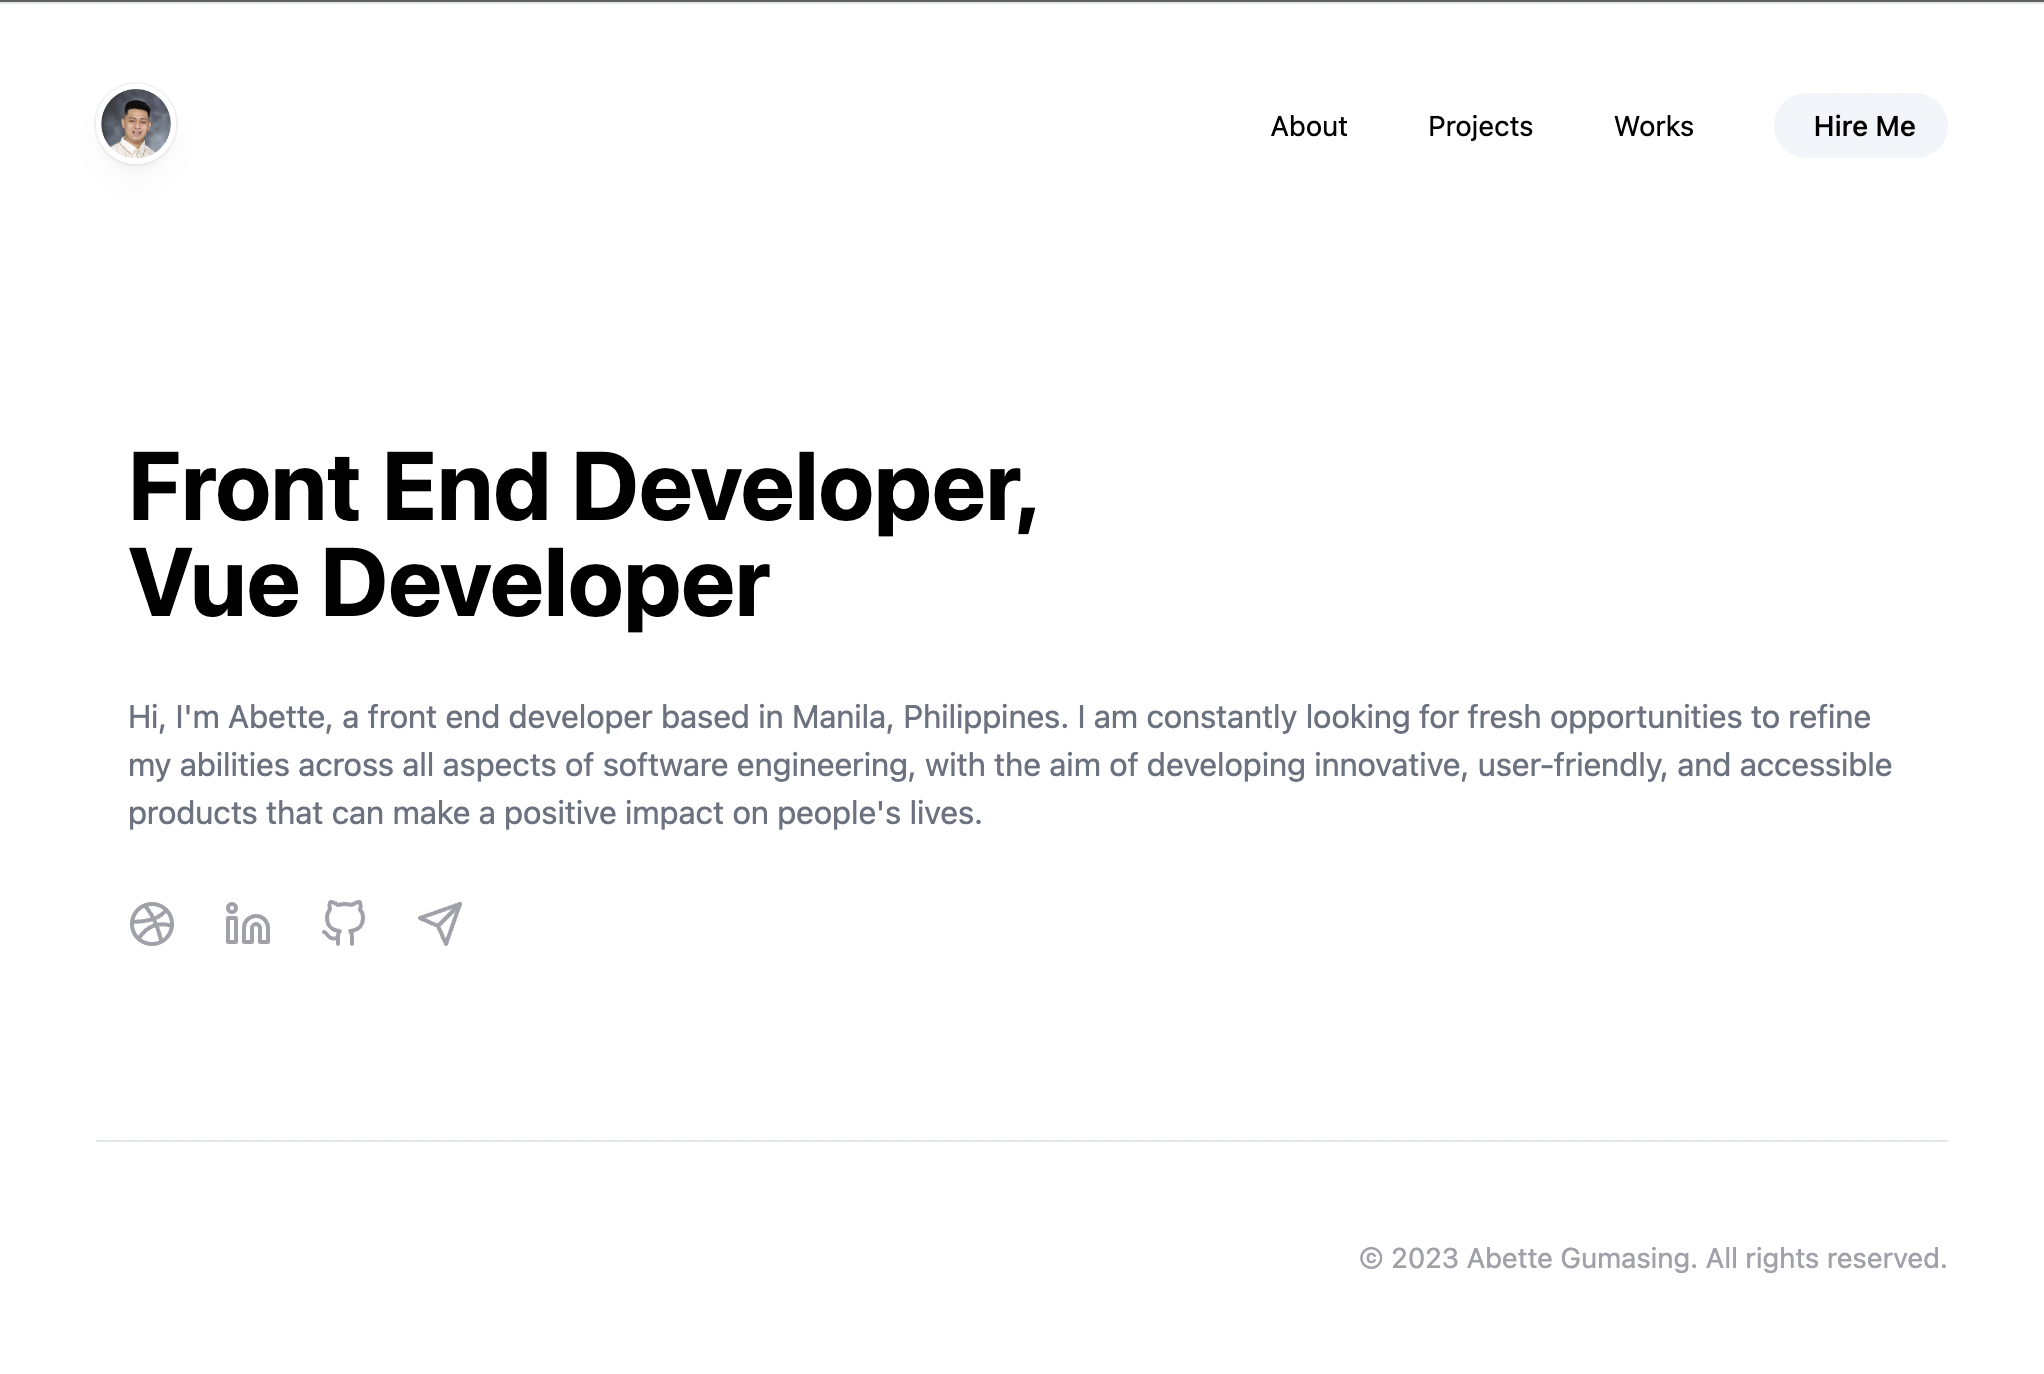 About
Projects
Works
Hire Me
Front End Developer,
Vue Developer
Hi, I'm Abette, a front end developer based in Manila, Philippines. I am constantly looking for fresh opportunities to refine
my abilities across all aspects of software engineering, with the aim of developing innovative, user-friendly, and accessible
products that can make a positive impact on people's lives.
© 2023 Abette Gumasing. All rights reserved.